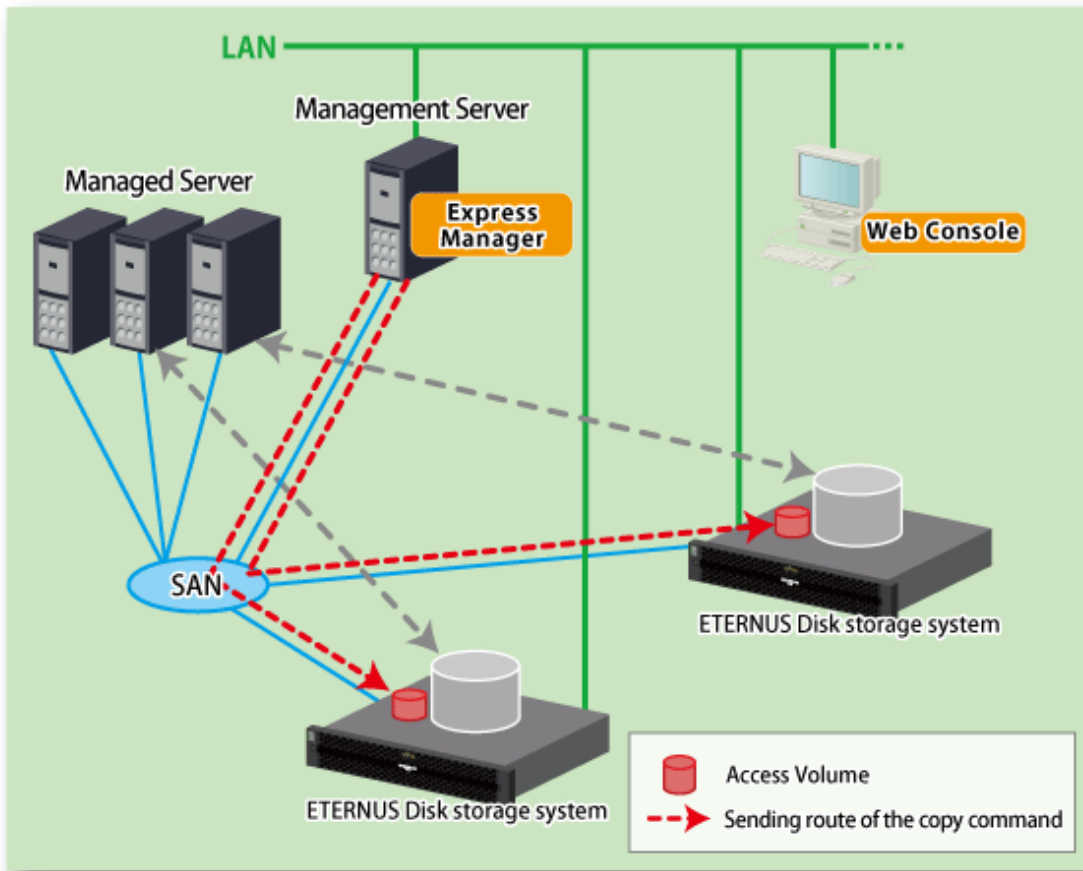 LAN
Management Server
Managed Server
Express
Manager
Web Console
SAN
ETERNUS Disk storage system
ETERNUS Disk storage system
Access Volume
Sending route of the copy command